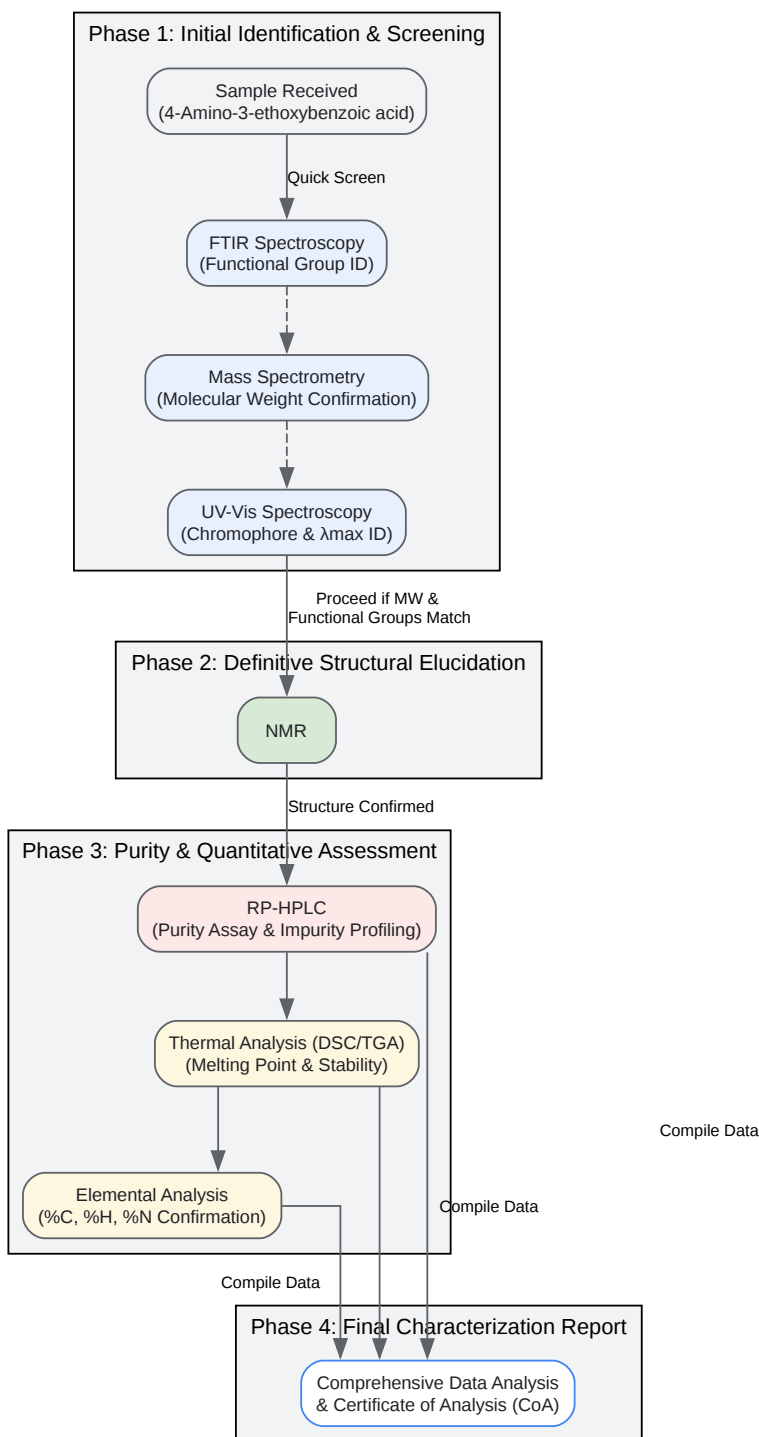 Phase 1: Initial Identification & Screening
Sample Received
(4-Amino-3-ethoxybenzoic acid)
Quick Screen
FTIR Spectroscopy
(Functional Group ID)
Mass Spectrometry
(Molecular Weight Confirmation)
UV-Vis Spectroscopy
(Chromophore & λmax ID)
Proceed if MW &
Functional Groups Match
Phase 2: Definitive Structural Elucidation
NMR
Structure Confirmed
Phase 3: Purity & Quantitative Assessment
RP-HPLC
(Purity Assay & Impurity Profiling)
Thermal Analysis (DSC/TGA)
(Melting Point & Stability)
Compile Data
Elemental Analysis
(%C, %H, %N Confirmation)
Compile Data
Compile Data
Phase 4: Final Characterization Report
Comprehensive Data Analysis
& Certificate of Analysis (CoA)